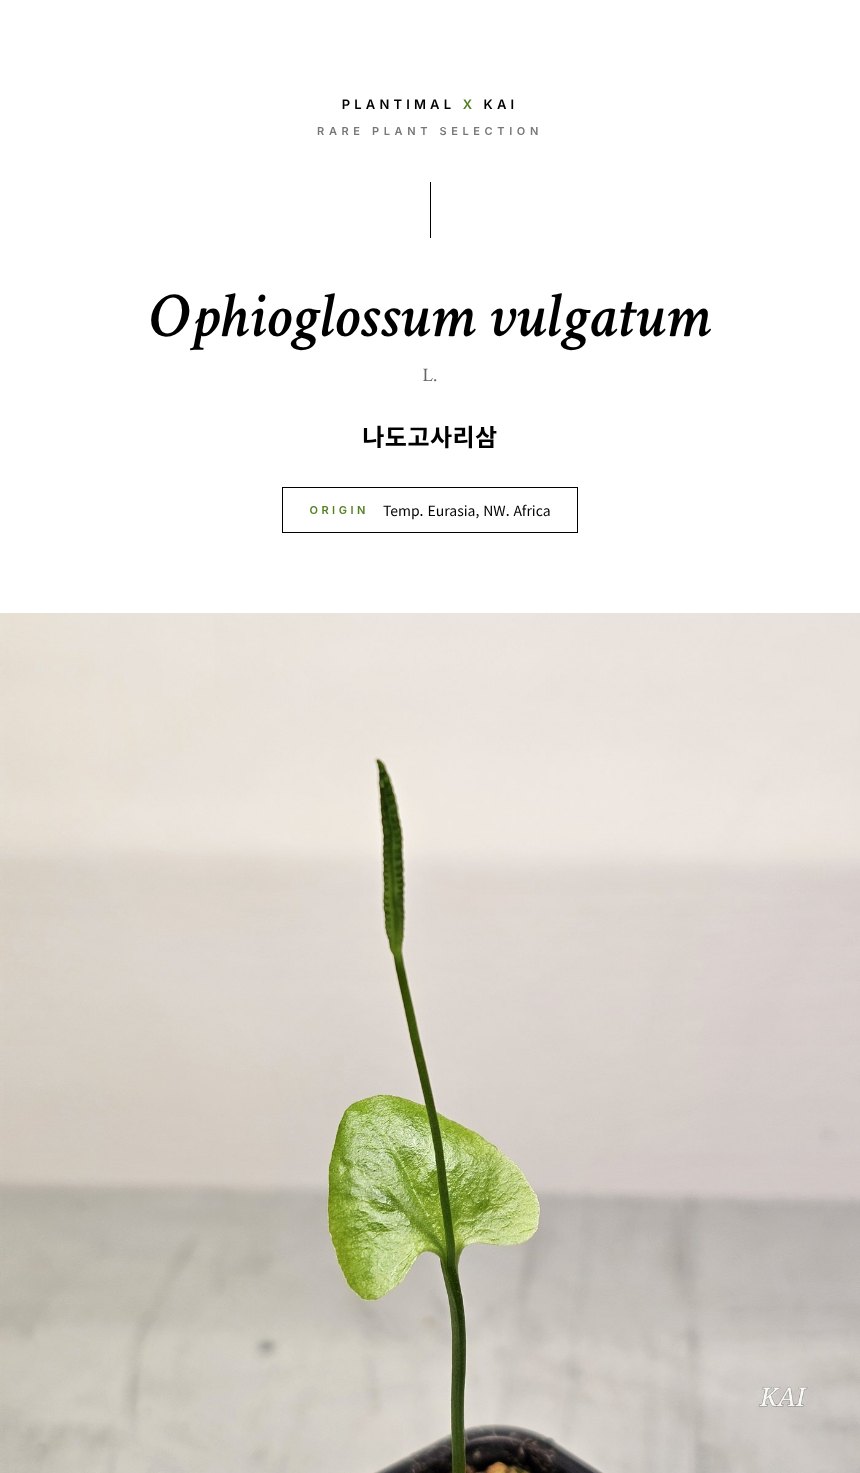 PLANTIMAL X KAI
RARE PLANT SELECTION
Ophioglossum vulgatum
L.
나도고사리삼
ORIGIN Temp. Eurasia, NW. Africa
KAI